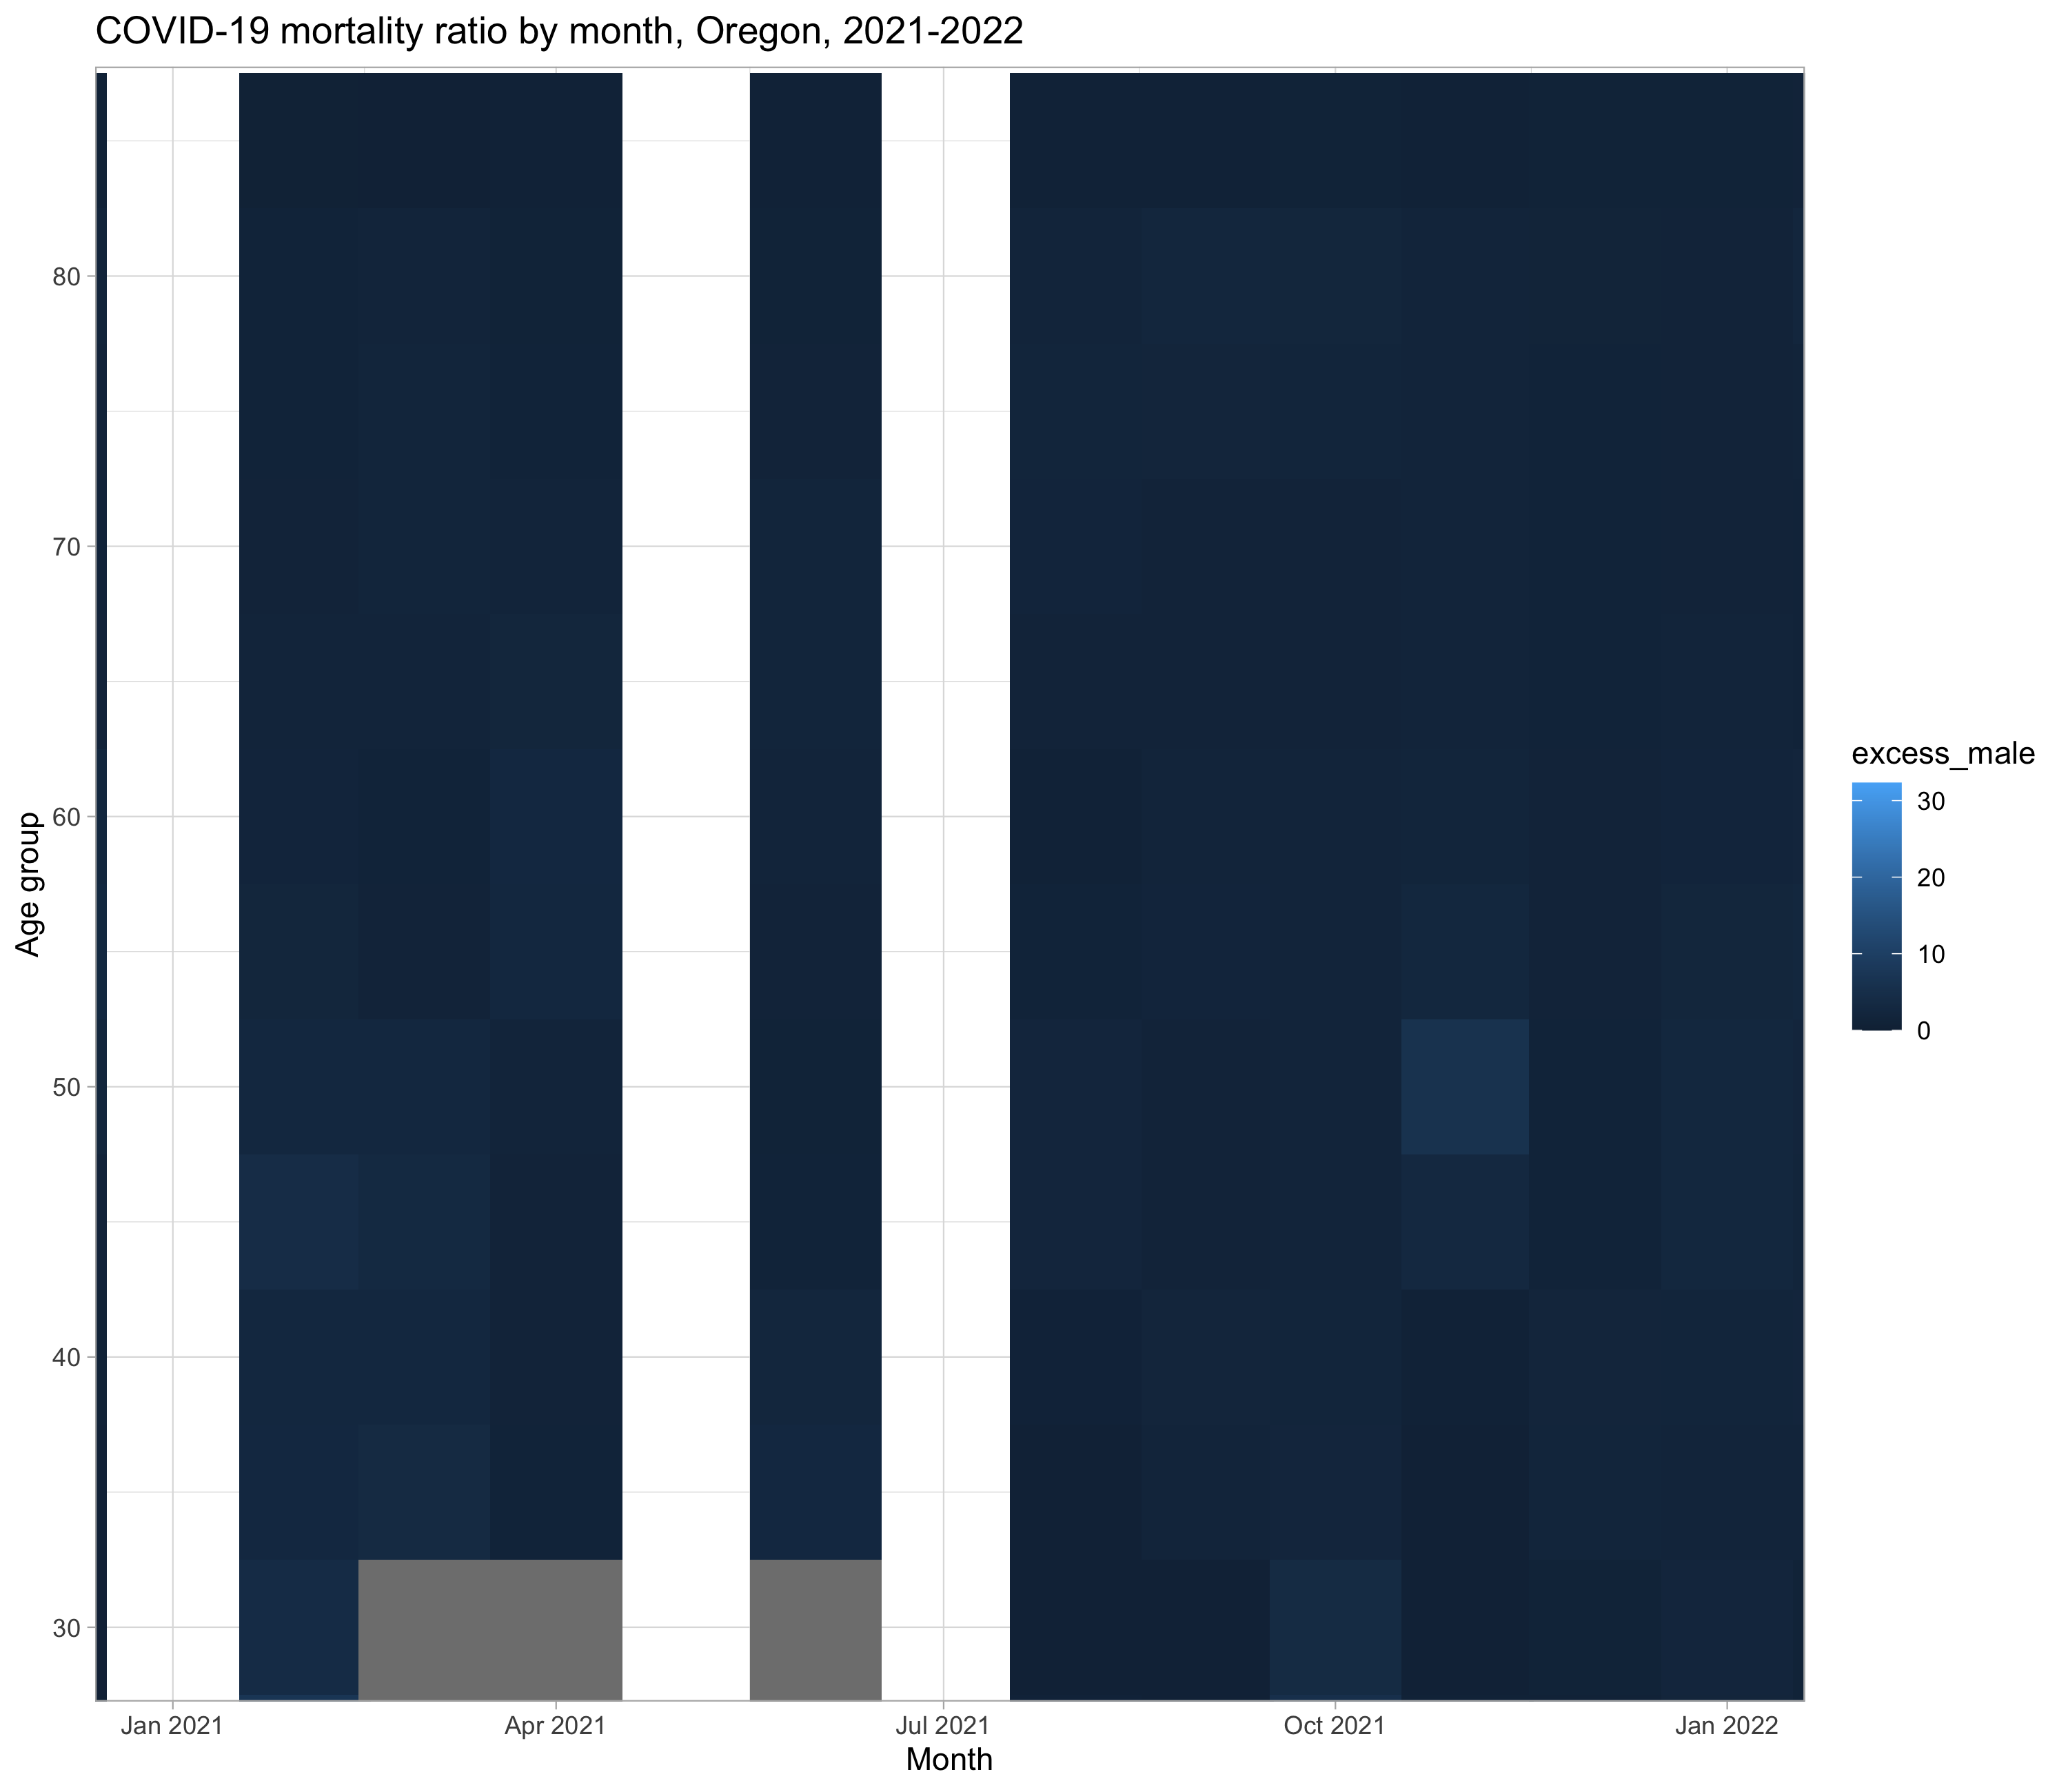 COVID-19 mortality ratio by month, Oregon, 2021-2022
80
70
60
50
40
30
Age group
Jan 2021
Apr 2021
Jul 2021
Oct 2021
Jan 2022
Month
excess_male
30
20
10
0